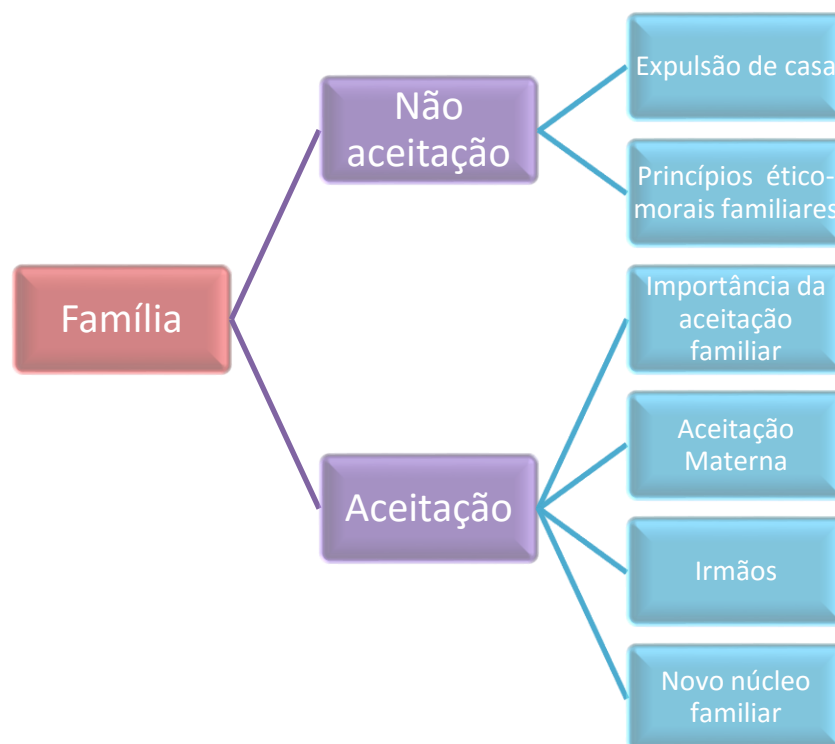 Família
Não
aceitação
Expulsão de casa
Princípios ético-
morais familiares
Aceitação
Importância da
aceitação
familiar
Aceitação
Materna
Irmãos
Novo núcleo
familiar